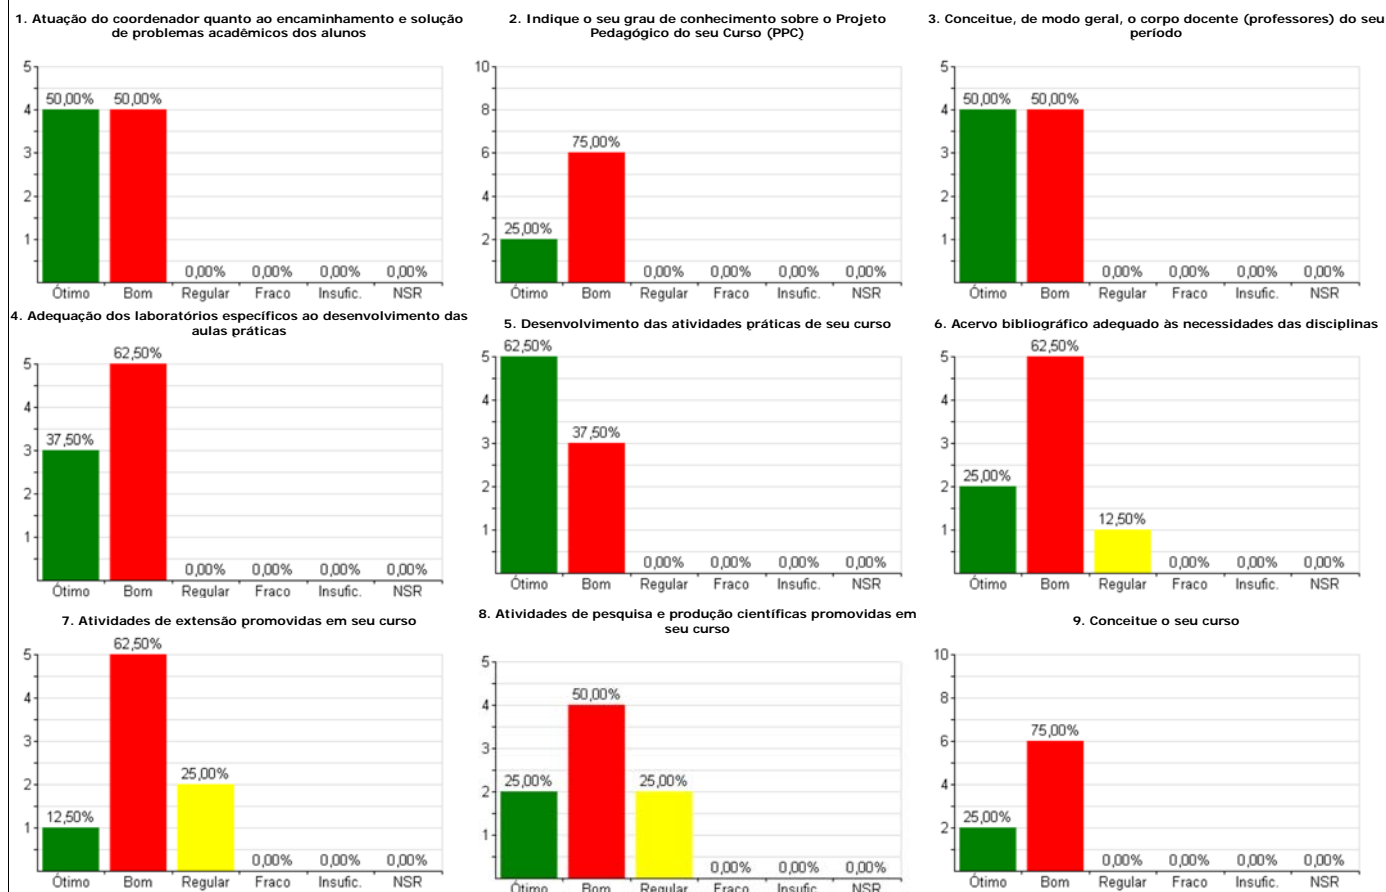 1. Atuação do coordenador quanto ao encaminhamento e solução
de problemas acadêmicos dos alunos
5
4
3
2
1
50,00%
50,00%
0,00%
0,00%
0,00%
0,00%
Ótimo
Bom
Regular
Fraco
Insufic.
NSR
2. Indique o seu grau de conhecimento sobre o Projeto
Pedagógico do seu Curso (PPC)
10
8
6
4
2
25,00%
75,00%
0,00%
0,00%
0,00%
0,00%
Ótimo
Bom
Regular
Fraco
Insufic.
NSR
3. Conceitue, de modo geral, o corpo docente (professores) do seu
período
5
4
3
2
1
50,00%
50,00%
0,00%
0,00%
0,00%
0,00%
Ótimo
Bom
Regular
Fraco
Insufic.
NSR
4. Adequação dos laboratórios específicos ao desenvolvimento das
aulas práticas
5
4
3
2
1
37,50%
62,50%
0,00%
0,00%
0,00%
0,00%
Ótimo
Bom
Regular
Fraco
Insufic.
NSR
5. Desenvolvimento das atividades práticas de seu curso
5
4
3
2
1
62,50%
37,50%
0,00%
0,00%
0,00%
0,00%
Ótimo
Bom
Regular
Fraco
Insufic.
NSR
6. Acervo bibliográfico adequado às necessidades das disciplinas
5
4
3
2
1
25,00%
62,50%
12,50%
0,00%
0,00%
0,00%
Ótimo
Bom
Regular
Fraco
Insufic.
NSR
7. Atividades de extensão promovidas em seu curso
5
4
3
2
1
12,50%
62,50%
25,00%
0,00%
0,00%
0,00%
Ótimo
Bom
Regular
Fraco
Insufic.
NSR
8. Atividades de pesquisa e produção científicas promovidas em
seu curso
5
4
3
2
1
25,00%
50,00%
25,00%
0,00%
0,00%
0,00%
Ótimo
Bom
Regular
Fraco
Insufic.
NSR
9. Conceitue o seu curso
10
8
6
4
2
25,00%
75,00%
0,00%
0,00%
0,00%
0,00%
Ótimo
Bom
Regular
Fraco
Insufic.
NSR